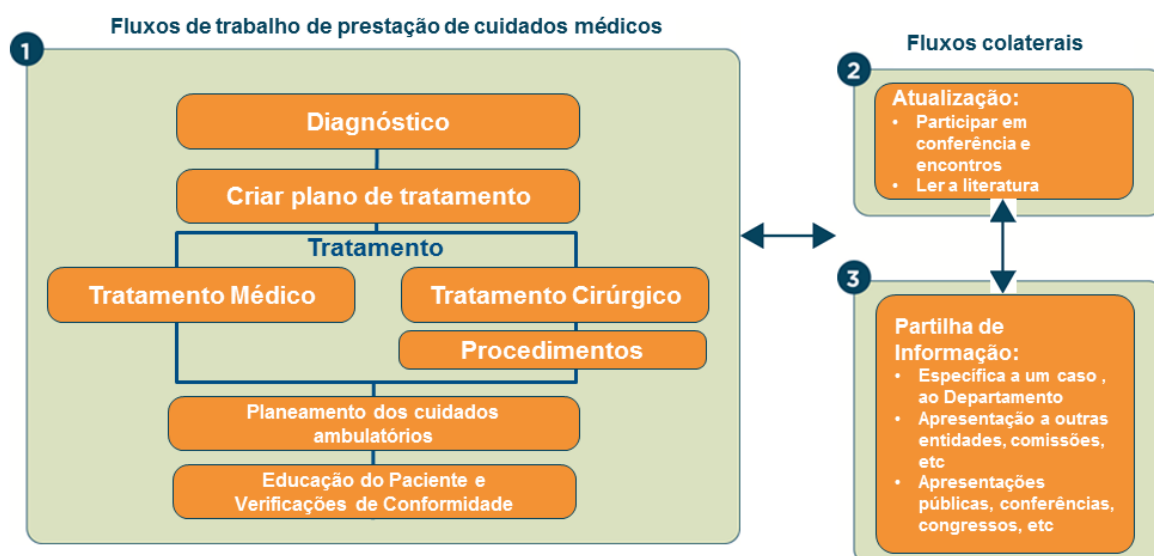 Fluxos de trabalho de prestação de cuidados médicos
1
Diagnóstico
Criar plano de tratamento
Tratamento
Tratamento Médico
Tratamento Cirúrgico
Procedimentos
Planeamento dos cuidados
ambulatórios
Educação do Paciente e
Verificações de Conformidade
Fluxos colaterais
2
Atualização:
• Participar em
conferência e
encontros
• Ler a literatura
3
Partilha de
Informação:
• Específica a um caso ,
ao Departamento
• Apresentação a outras
entidades, comissões,
etc
• Apresentações
públicas, conferências,
congressos, etc